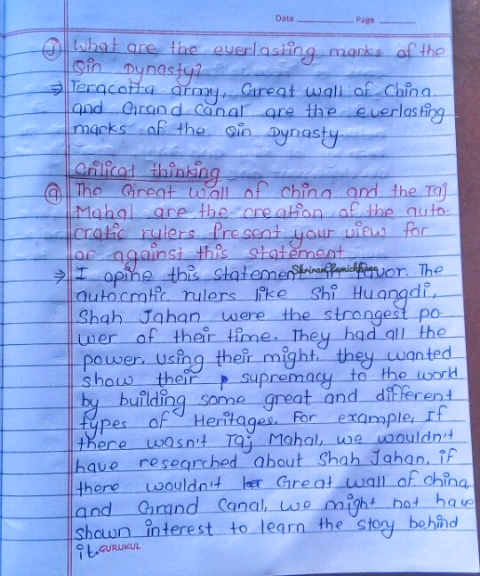 Date Page
J) What are the everlasting marks of the
Qin Dynasty?
⇒ Teracotta army, Great wall of China
and Grand Canal are the everlasting
marks of the Qin Dynasty.
Critical thinking
A) The Great wall of china and the Taj
Mahal are the creation of the auto-
cratic rulers. Present your view for
or against this statement.
⇒ I opine this statement vor. The
autocratic rulers like Shi Huangdi,
Shah Jahan were the strongest po
wer of their time. They had all the
power. Using their might, they wanted
show their supremacy to the world
by building some great and different
types of Heritages. For example, If
there wasn't Taj Mahal, we wouldn't
have researched about Shah Jahan, if
there wouldn't Great wall of china
and Grand Canal, we might not have
shown interest to learn the story behind
it. GURUKUL